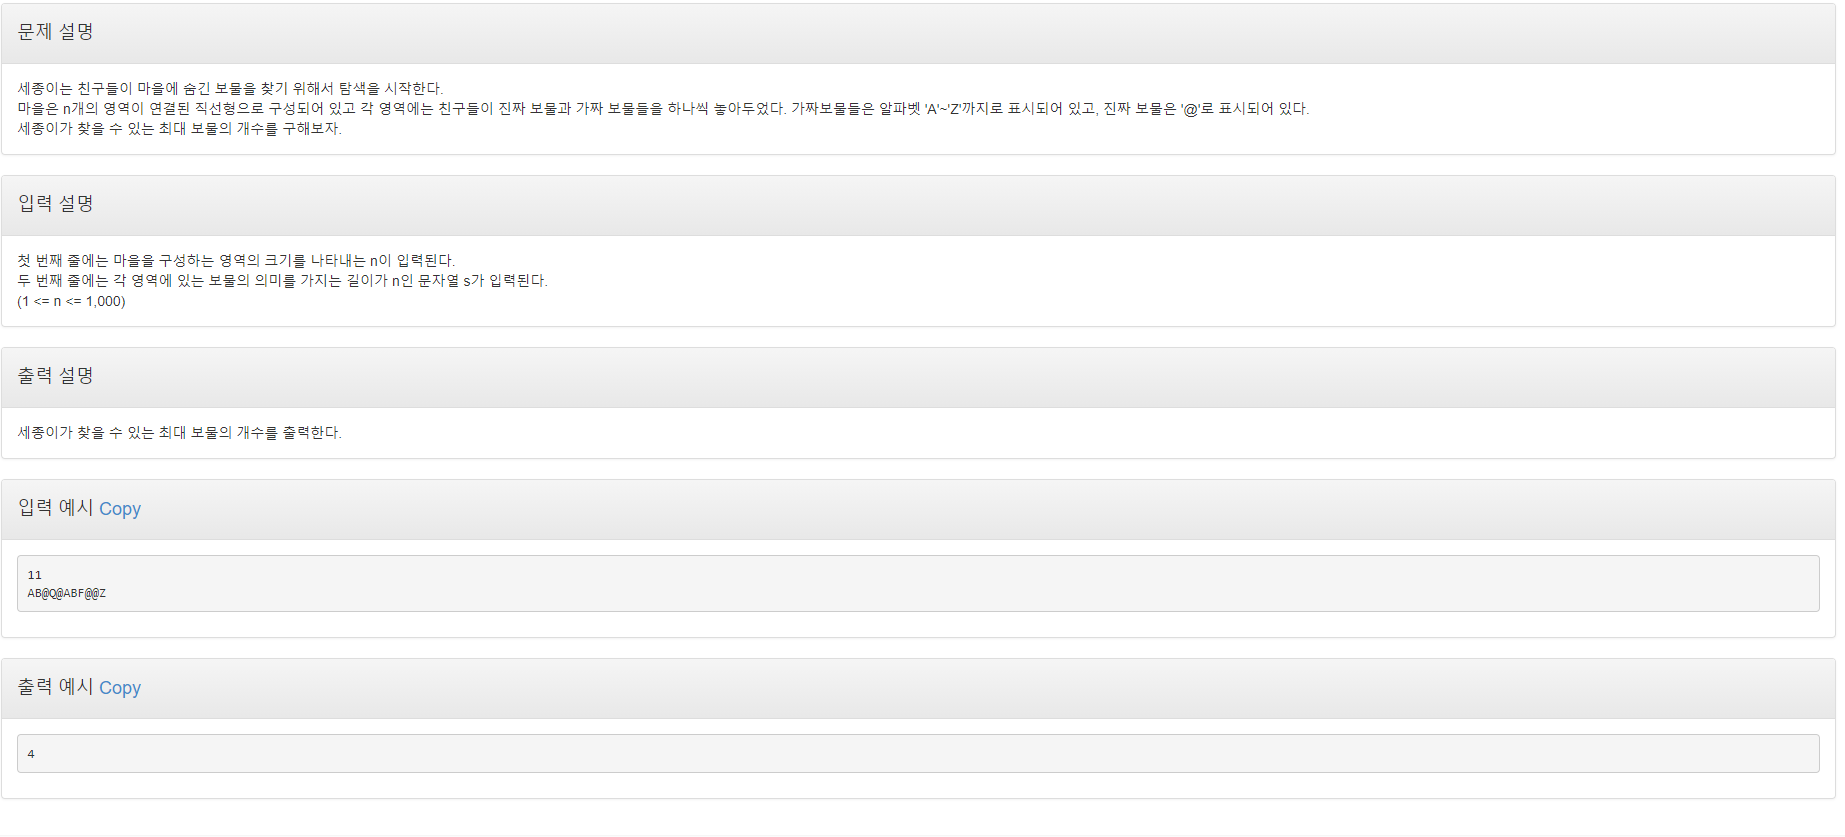 문제 설명
세종이는 친구들이 마을에 숨긴 보물을 찾기 위해서 탐색을 시작한다.
마을은 n개의 영역이 연결된 직선형으로 구성되어 있고 각 영역에는 친구들이 진짜 보물과 가짜 보물들을 하나씩 놓아두었다. 가짜보물들은 알파벳 'A'~'Z'까지로 표시되어 있고, 진짜 보물은 '@'로 표시되어 있다.
세종이가 찾을 수 있는 최대 보물의 개수를 구해보자.
입력 설명
첫 번째 줄에는 마을을 구성하는 영역의 크기를 나타내는 n이 입력된다.
두 번째 줄에는 각 영역에 있는 보물의 의미를 가지는 길이가 n인 문자열 s가 입력된다.
(1 <= n <= 1,000)
출력 설명
세종이가 찾을 수 있는 최대 보물의 개수를 출력한다.
입력 예시 Copy
11
AB@Q@ABF@@Z
출력 예시 Copy
4